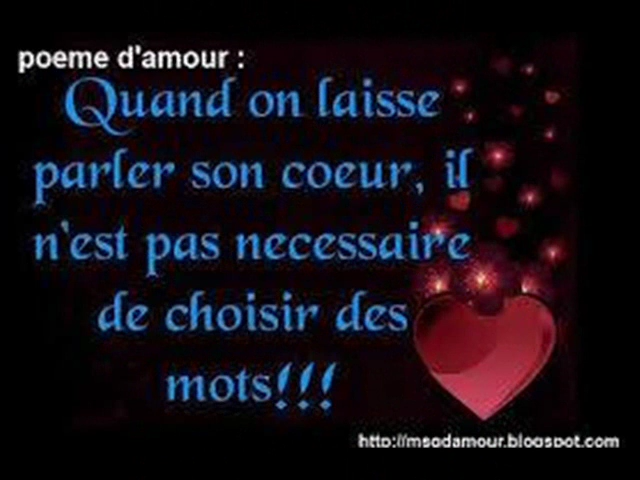 poeme d'amour :
Quand on laisse
parler son coeur, il
n'est pas necessaire
de choisir des
mots!!!
http://msgdamour.blogspot.com